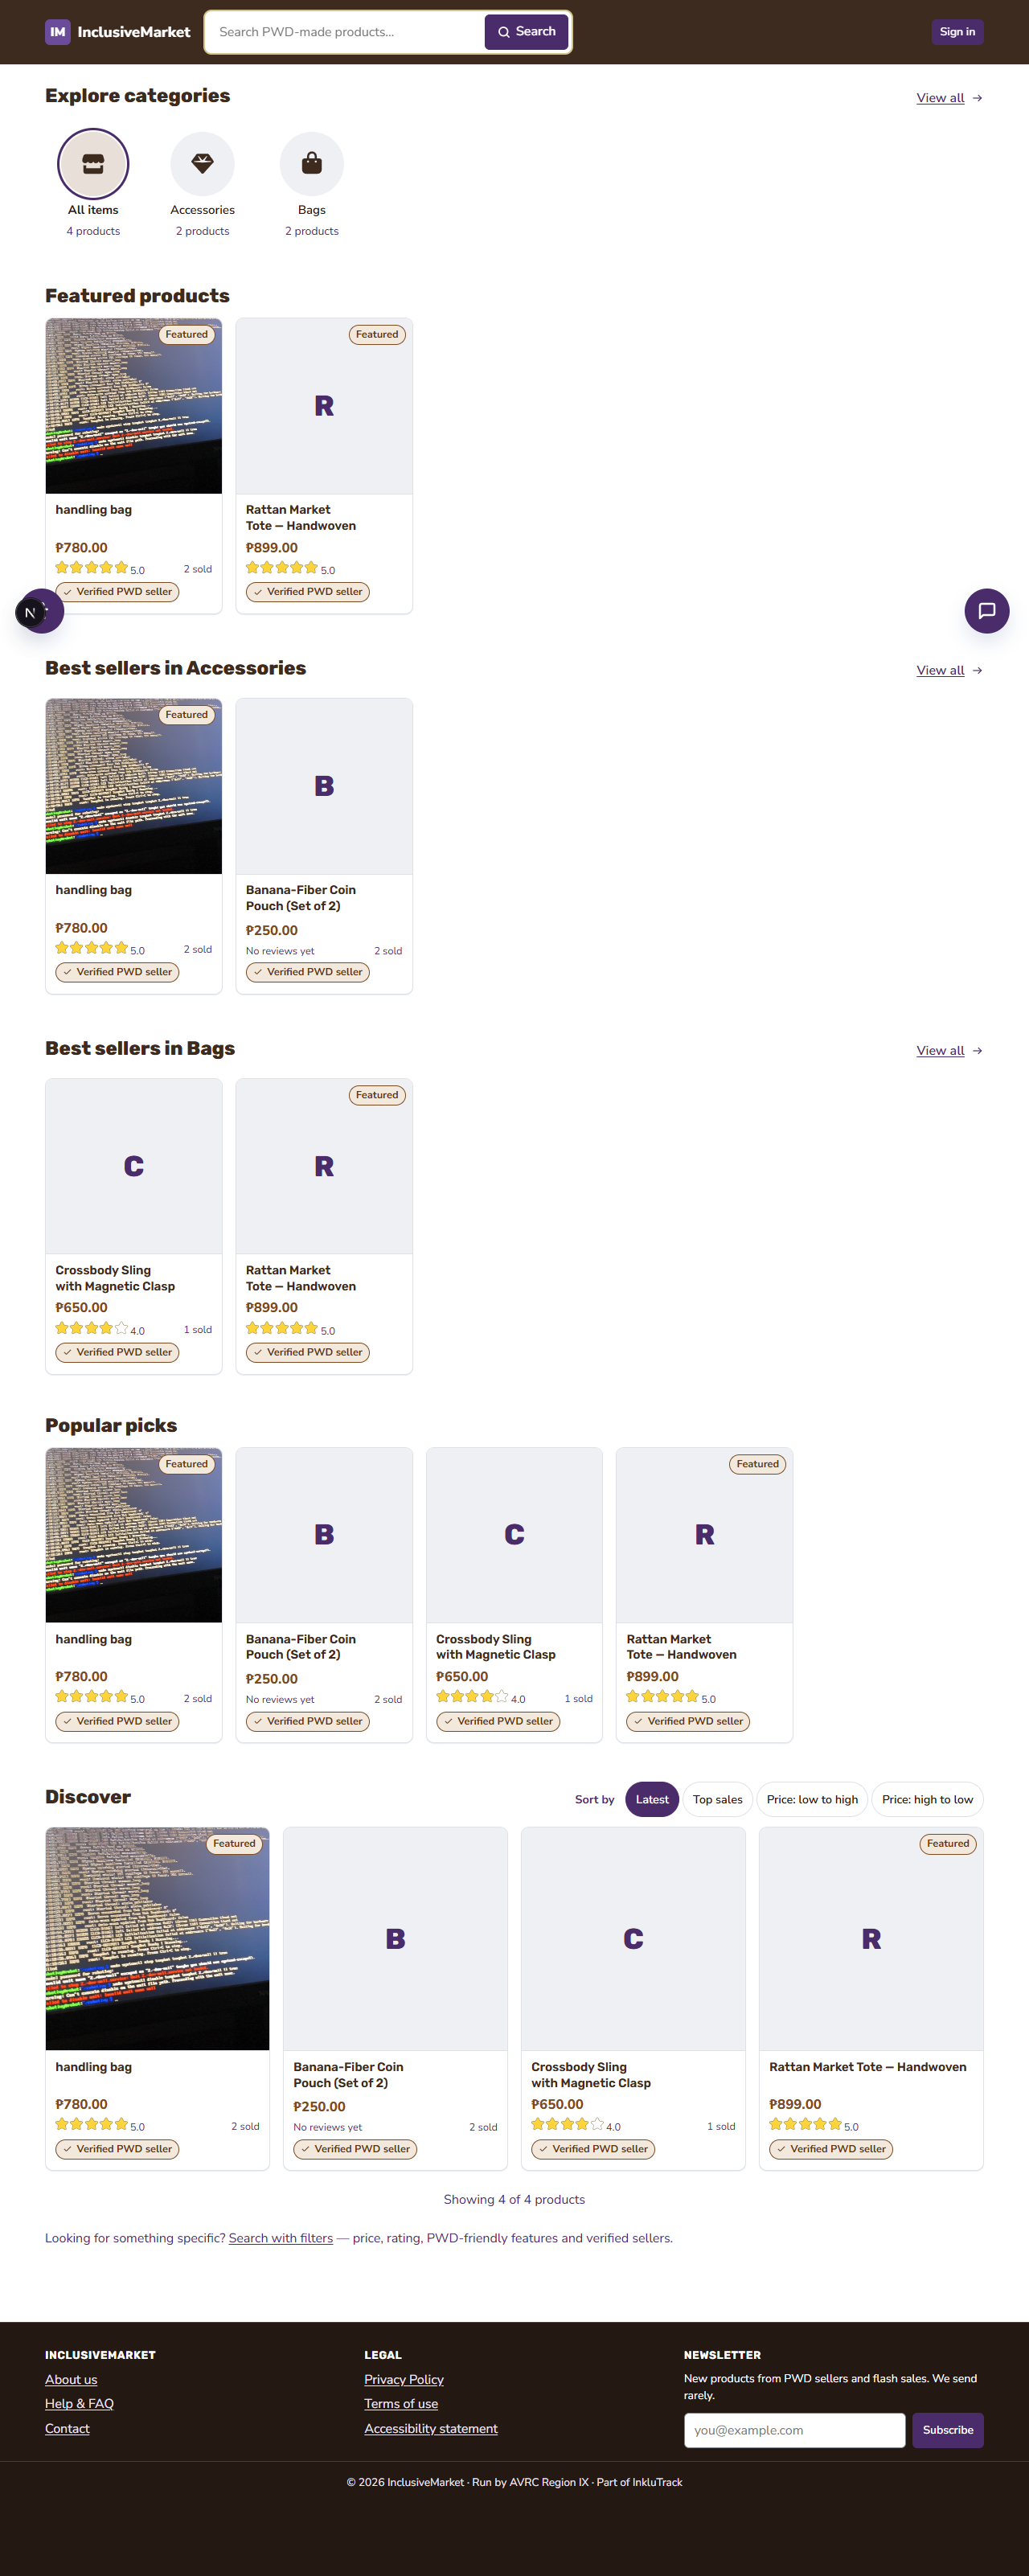 IM InclusiveMarket
Search PWD-made products...
Search
Sign in
Explore categories
View all →
All items
4 products
Accessories
2 products
Bags
2 products
Featured products
Featured
handling bag
₱780.00
5.0
2 sold
Verified PWD seller
Featured
R
Rattan Market
Tote — Handwoven
₱899.00
5.0
Verified PWD seller
N
Best sellers in Accessories
View all →
Featured
handling bag
₱780.00
5.0
2 sold
Verified PWD seller
B
Banana-Fiber Coin
Pouch (Set of 2)
₱250.00
No reviews yet
2 sold
Verified PWD seller
Best sellers in Bags
View all →
C
Crossbody Sling
with Magnetic Clasp
₱650.00
4.0
1 sold
Verified PWD seller
Featured
R
Rattan Market
Tote — Handwoven
₱899.00
5.0
Verified PWD seller
Popular picks
Featured
handling bag
₱780.00
5.0
2 sold
Verified PWD seller
B
Banana-Fiber Coin
Pouch (Set of 2)
₱250.00
No reviews yet
2 sold
Verified PWD seller
C
Crossbody Sling
with Magnetic Clasp
₱650.00
4.0
1 sold
Verified PWD seller
Featured
R
Rattan Market
Tote — Handwoven
₱899.00
5.0
Verified PWD seller
Discover
Sort by
Latest
Top sales
Price: low to high
Price: high to low
Featured
handling bag
₱780.00
5.0
2 sold
Verified PWD seller
B
Banana-Fiber Coin
Pouch (Set of 2)
₱250.00
No reviews yet
2 sold
Verified PWD seller
C
Crossbody Sling
with Magnetic Clasp
₱650.00
4.0
1 sold
Verified PWD seller
Featured
R
Rattan Market Tote — Handwoven
₱899.00
5.0
Verified PWD seller
Showing 4 of 4 products
Looking for something specific? Search with filters — price, rating, PWD-friendly features and verified sellers.
INCLUSIVEMARKET
About us
Help & FAQ
Contact
LEGAL
Privacy Policy
Terms of use
Accessibility statement
NEWSLETTER
New products from PWD sellers and flash sales. We send
rarely.
you@example.com
Subscribe
© 2026 InclusiveMarket · Run by AVRC Region IX · Part of InkluTrack